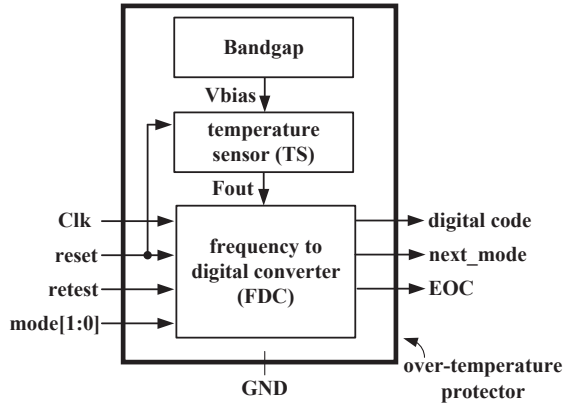 Bandgap
Vbias
temperature
sensor (TS)
Fout
Clk
reset
retest
mode[1:0]
frequency to
digital converter
(FDC)
digital code
next_mode
EOC
GND
over-temperature
protector